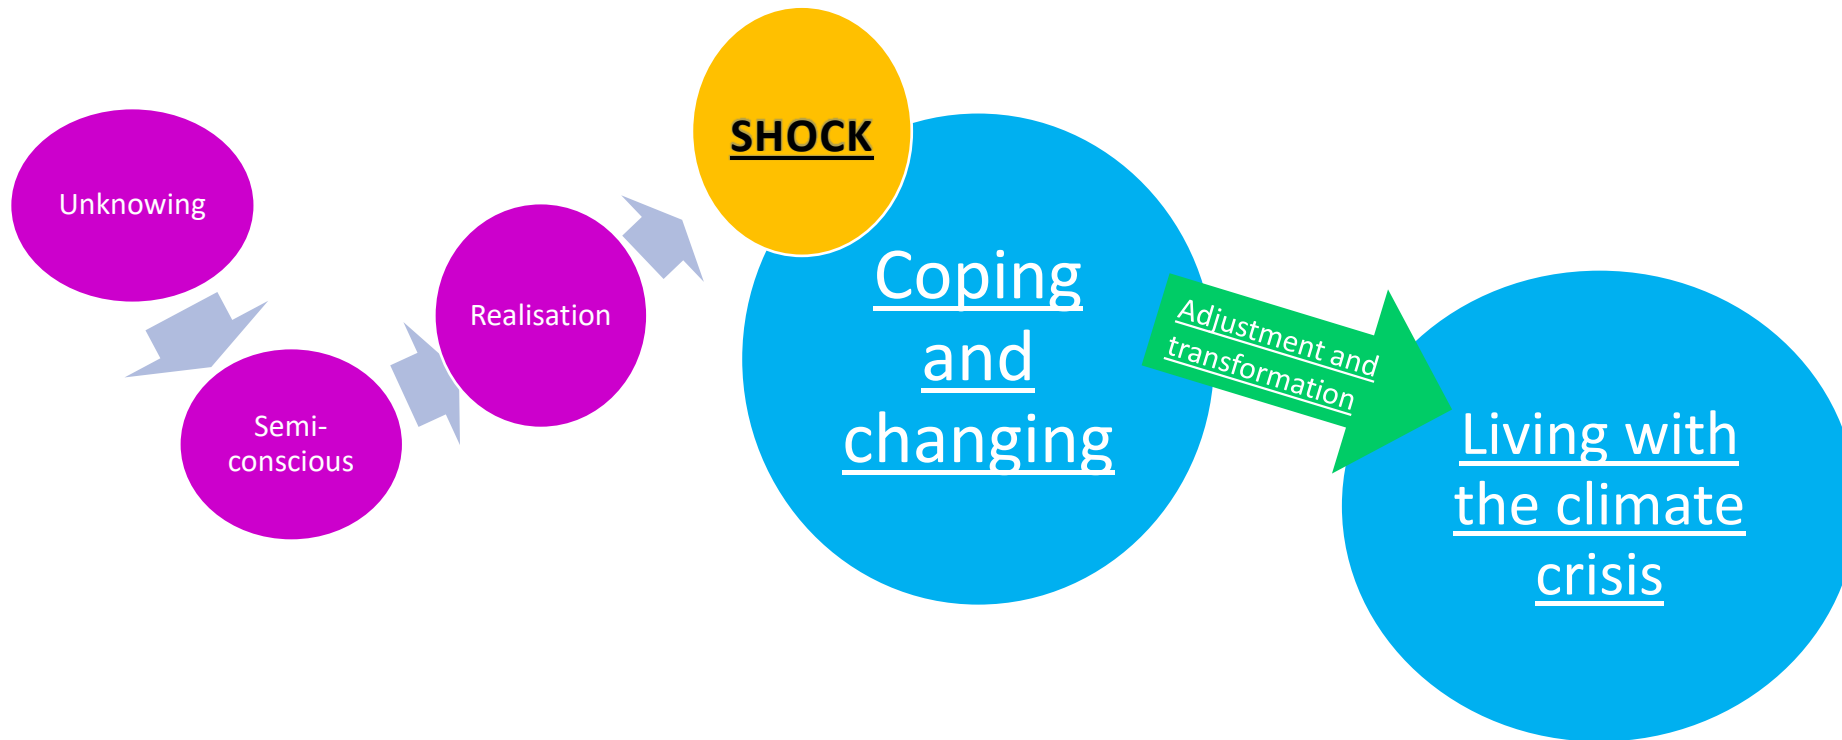 Unknowing
Semi-
conscious
Realisation
SHOCK
Coping
and
changing
Adjustment and
transformation
Living with
the climate
crisis